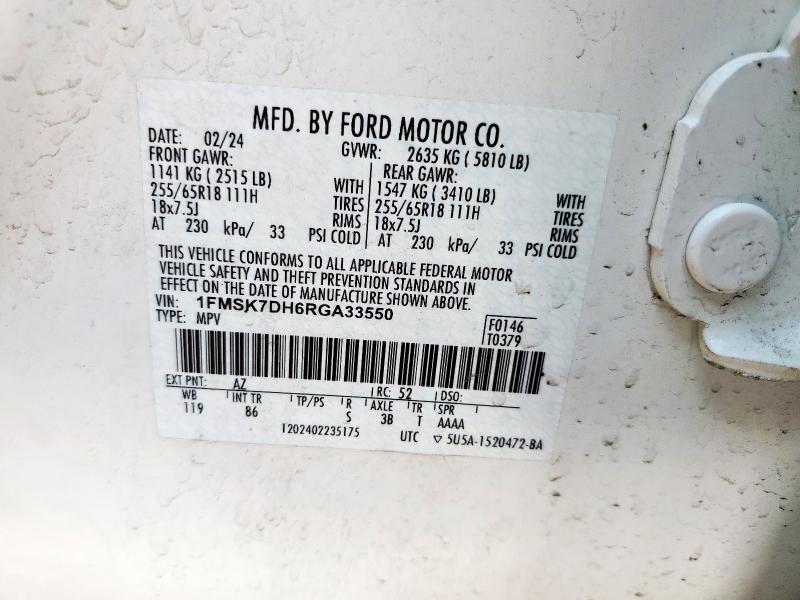 MFD. BY FORD MOTOR CO.
DATE: 02/24 GVWR: 2635 KG ( 5810 LB)
FRONT GAWR: REAR GAWR:
1141 KG ( 2515 LB) WITH 1547 KG ( 3410 LB) WITH
255/65R18 111H TIRES 255/65R18 111H TIRES
18x7.5J RIMS 18x7.5J RIMS
AT 230 kPa/ 33 PSI COLD AT 230 kPa/ 33 PSI COLD
THIS VEHICLE CONFORMS TO ALL APPLICABLE FEDERAL MOTOR
VEHICLE SAFETY AND THEFT PREVENTION STANDARDS IN
EFFECT ON THE DATE OF MANUFACTURE SHOWN ABOVE.
VIN: 1FMSK7DH6RGA33550
TYPE: MPV
F0146
T0379
EXT PNT: AZ RC: 52 DSO:
WB INT TR TP/PS R AXLE TR SPR
119 86 S 3B T AAAA
1202402235175 UTC ▽ 5U5A-1520472-BA